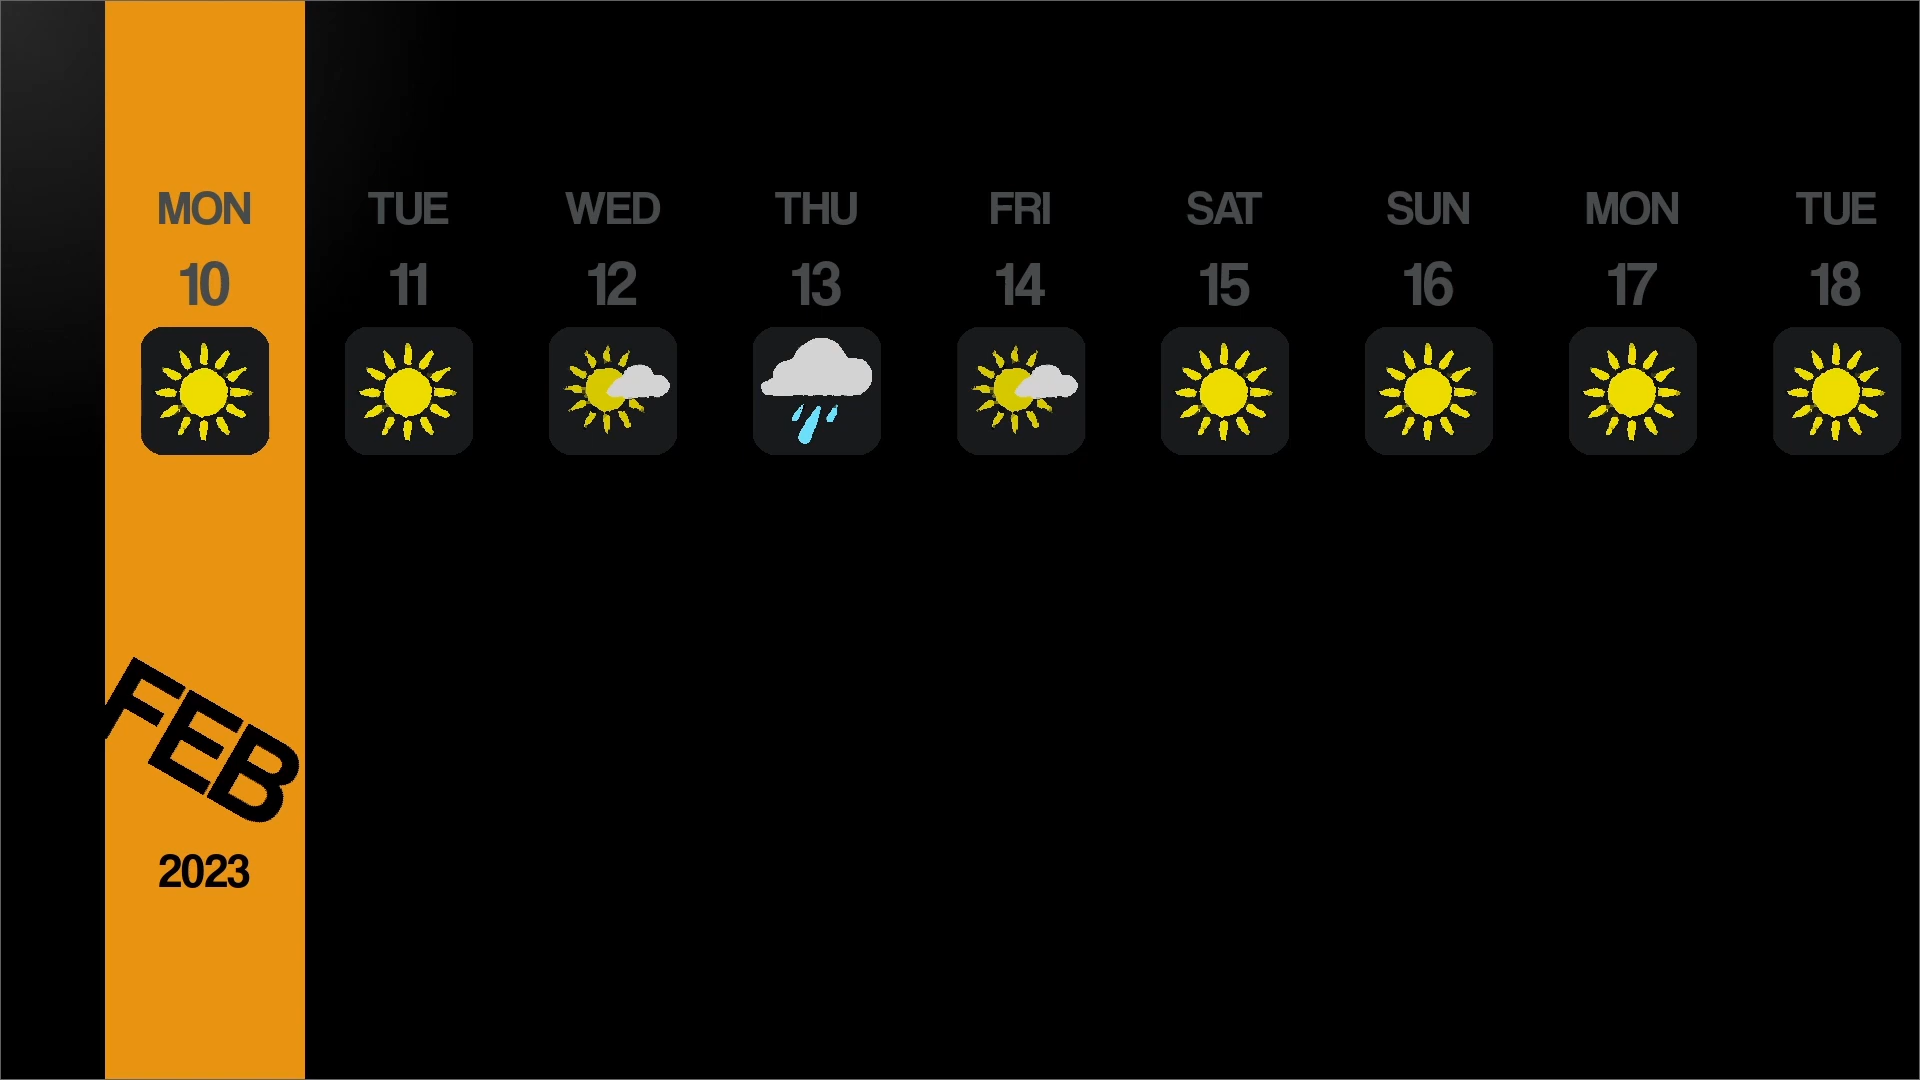 MON TUE WED THU FRI SAT SUN MON TUE
10 11 12 13 14 15 16 17 18
FEB
2023